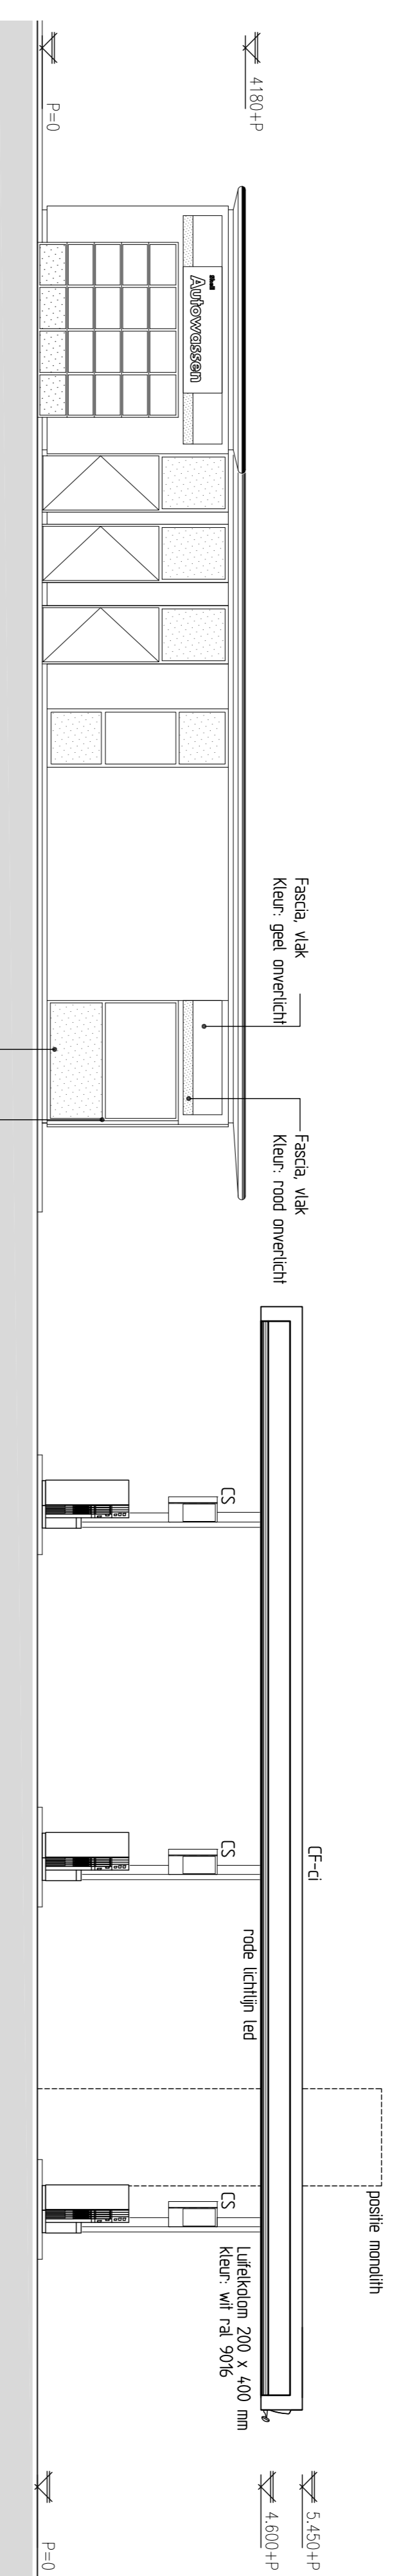 4180+P
P=0
Shell
Autowassen
Fascia, vlak
Kleur: geel onverlicht
Fascia, vlak
Kleur: rood onverlicht
CS
CS
CF-ci
rode lichtlijn led
positie monolith
CS
Luifelkolom 200 x 400 mm
kleur: wit ral 9016
5.450+P
4.600+P
P=0